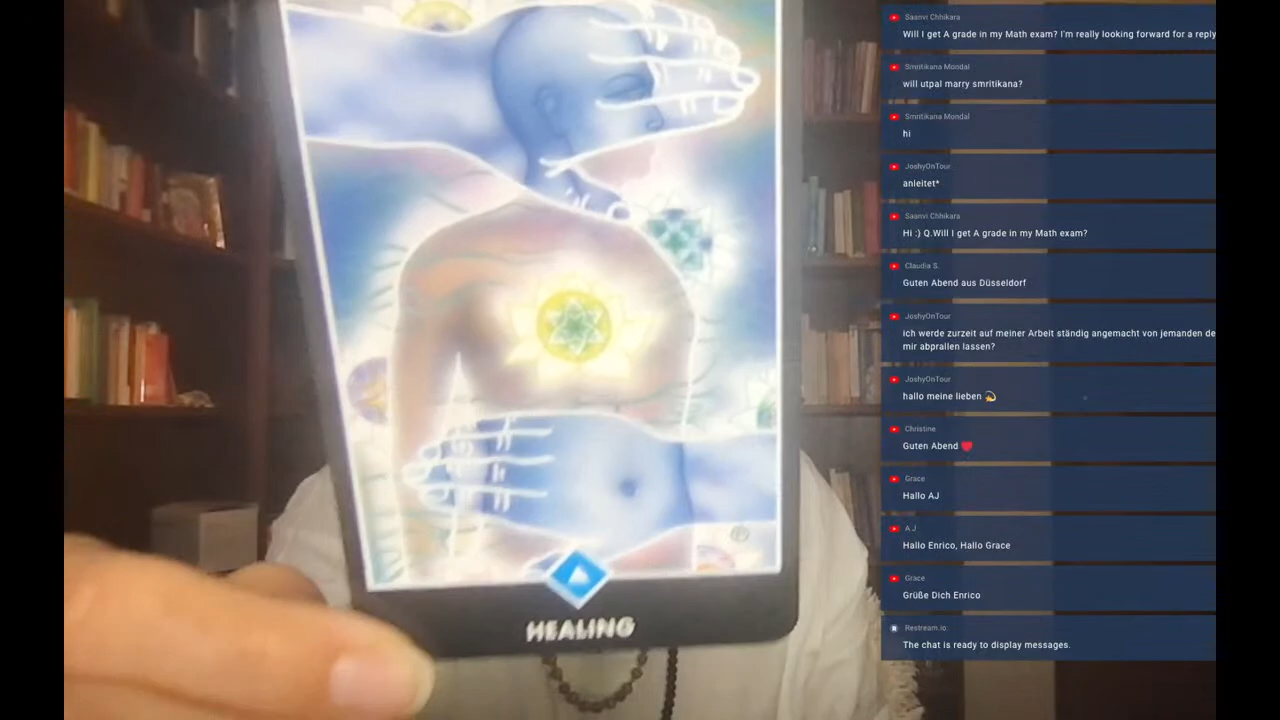 HEALING
Saanvi Chhikara
Will I get A grade in my Math exam? I'm really looking forward for a reply
Smritikana Mondal
will utpal marry smritikana?
Smritikana Mondal
hi
JoshyOnTour
anleitet*
Saanvi Chhikara
Hi :) Q.Will I get A grade in my Math exam?
Claudia S.
Guten Abend aus Düsseldorf
JoshyOnTour
ich werde zurzeit auf meiner Arbeit ständig angemacht von jemanden de
mir abprallen lassen?
JoshyOnTour
hallo meine lieben 💫
Christine
Guten Abend ❤️
Grace
Hallo AJ
A J
Hallo Enrico, Hallo Grace
Grace
Grüße Dich Enrico
Restream.io
The chat is ready to display messages.